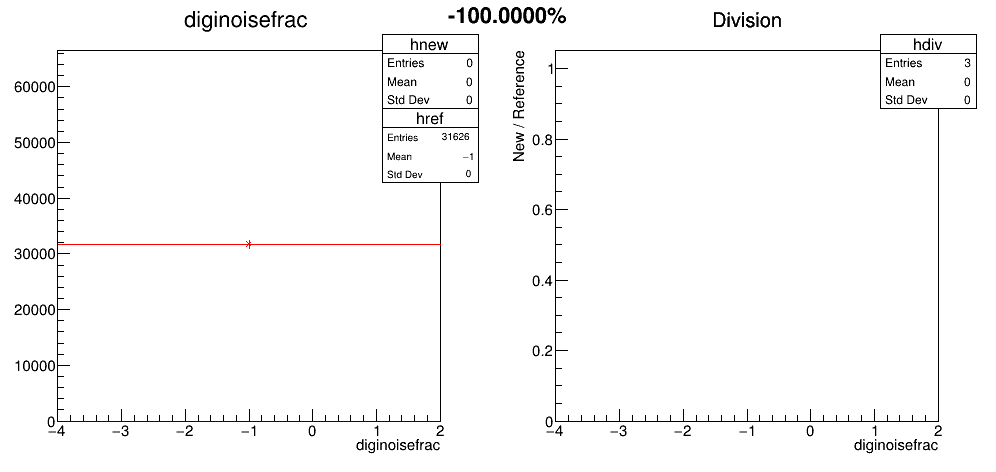 diginoisefrac
-100.0000%
Division
hnew
Entries 0
Mean 0
Std Dev 0
href
Entries 31626
Mean −1
Std Dev 0
60000
50000
40000
30000
20000
10000
0
−4 −3 −2 −1 0 1 2
diginoisefrac
hdiv
Entries 3
Mean 0
Std Dev 0
New / Reference
1
0.8
0.6
0.4
0.2
0
−4 −3 −2 −1 0 1 2
diginoisefrac